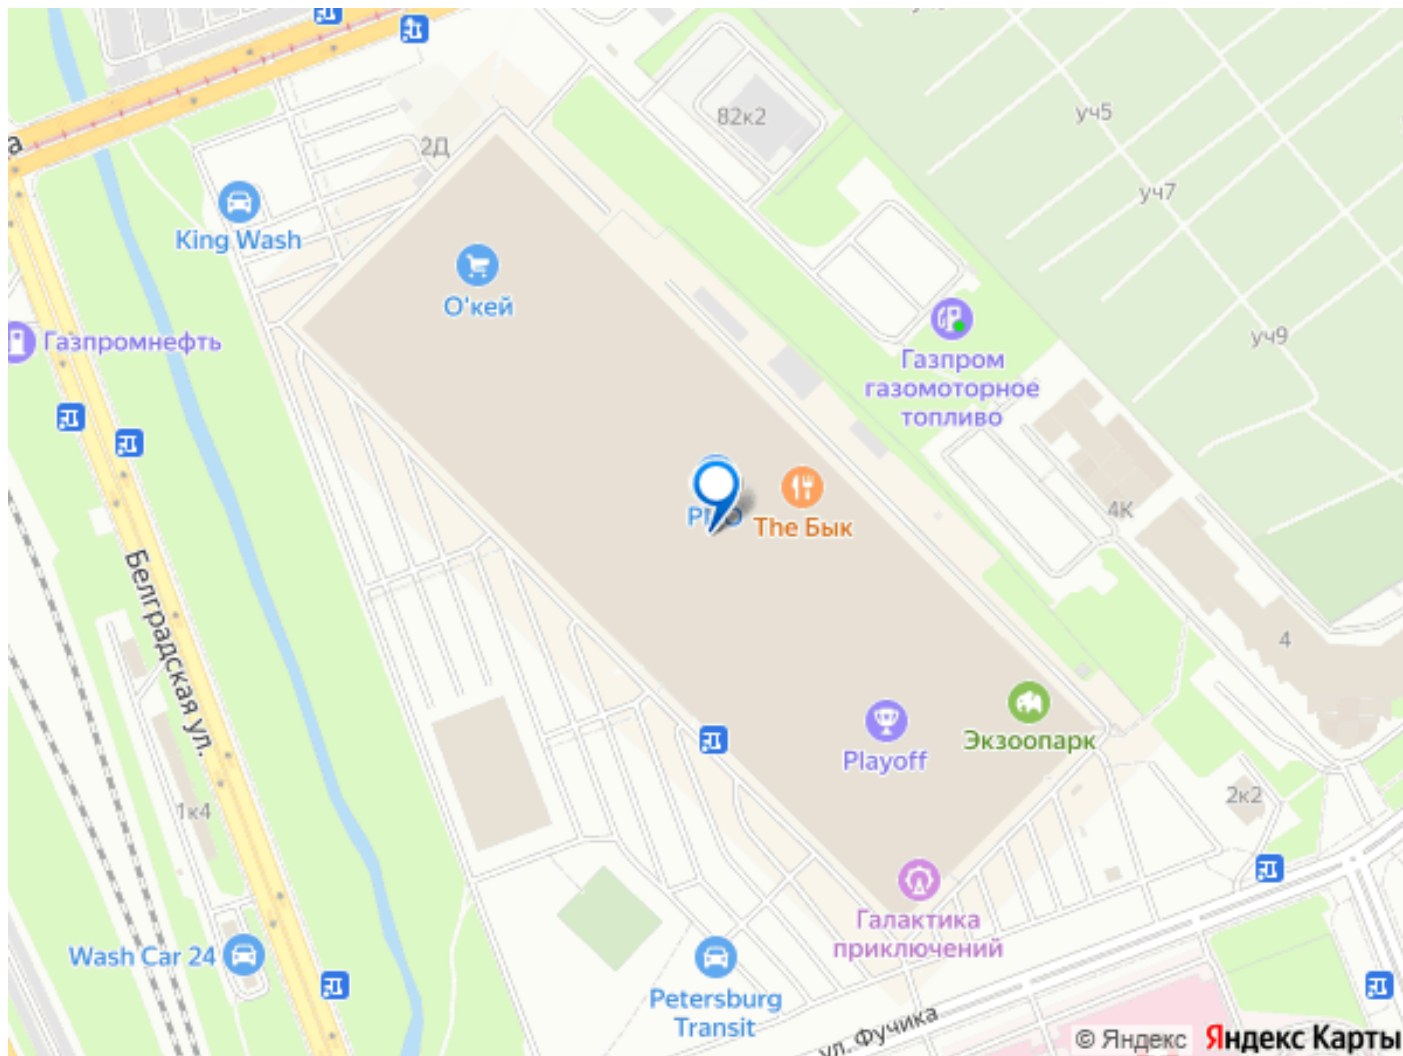 а
2Д
82к2
уч5
уч7
уч9
King Wash
О'кей
Газпромнефть
Газпром
газомоторное
топливо
The Бык
4К
4
Белградская ул.
Playoff
Экзоопарк
2к2
1к4
Галактика
приключений
Wash Car 24
Petersburg
Transit
ул. Фучика
© Яндекс Яндекс Карты